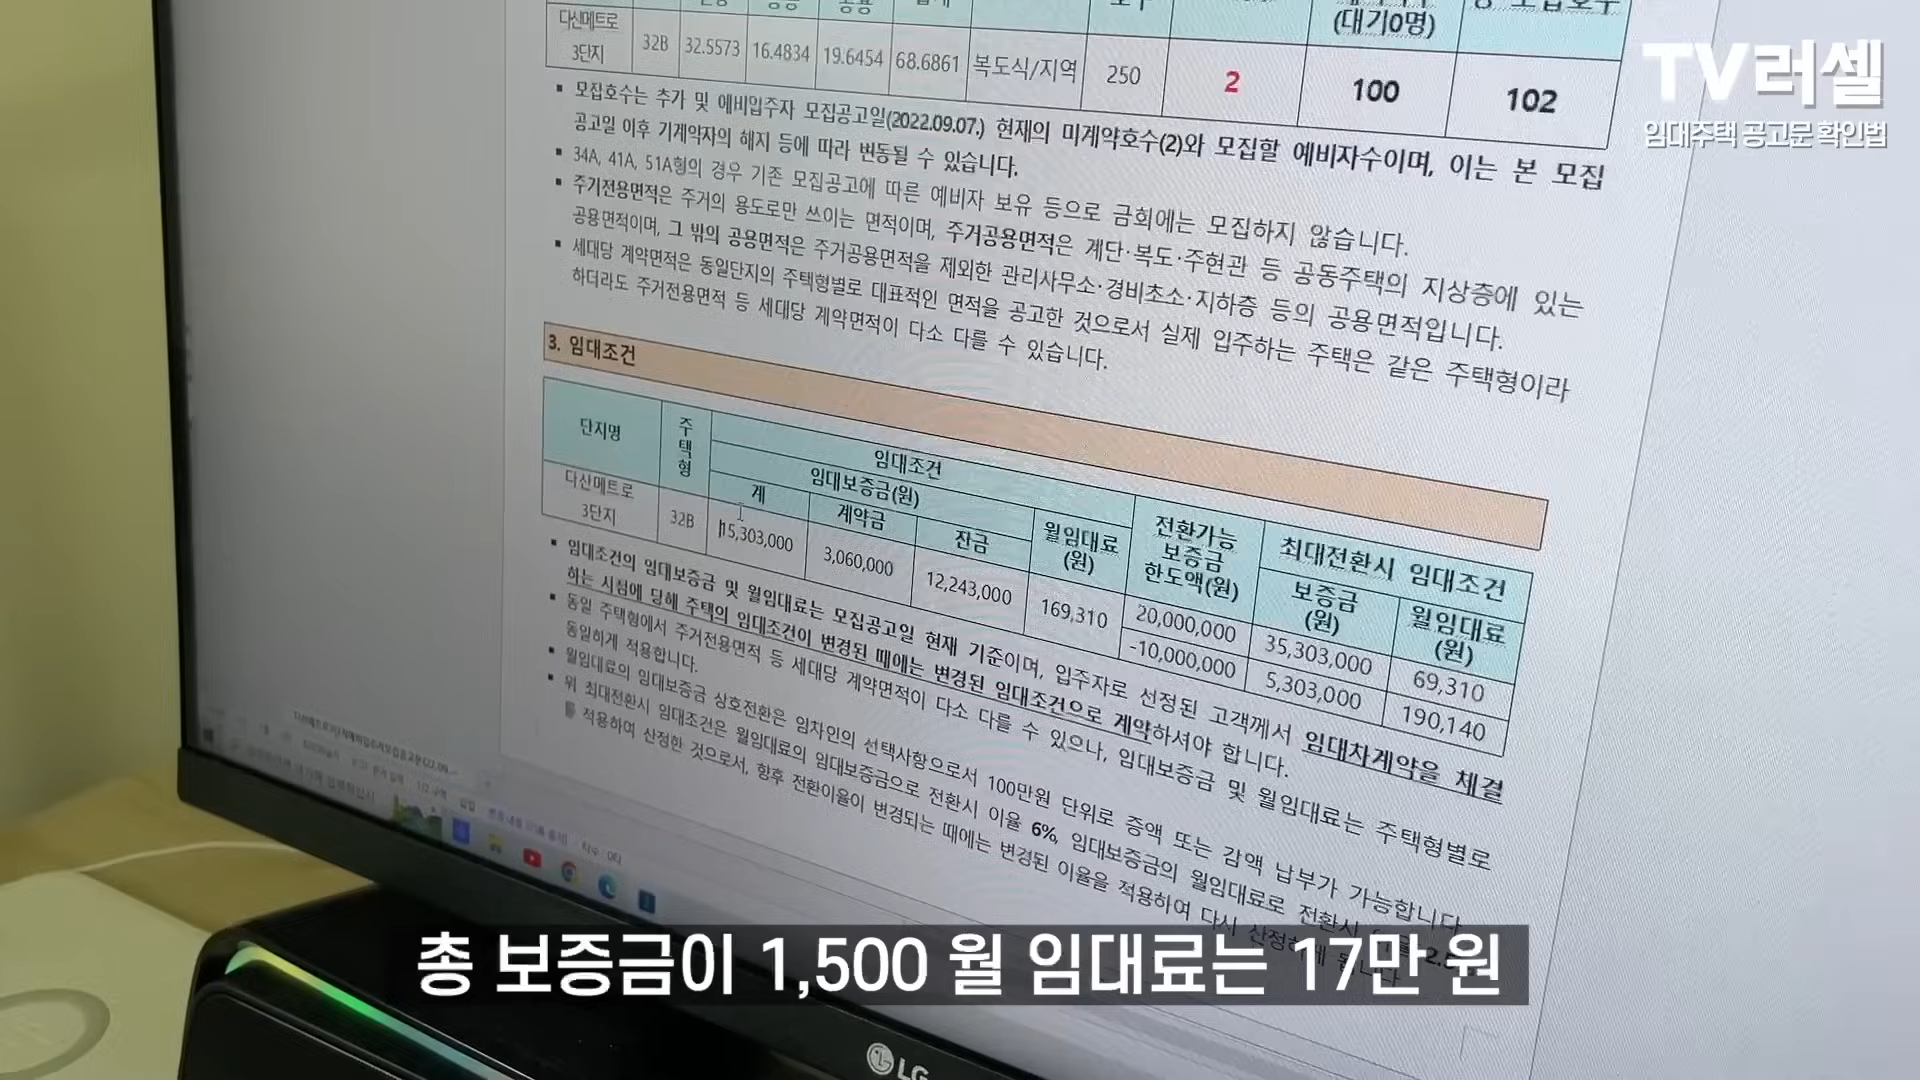 TV러셀
임대주택 공고문 확인법
(대기0명)
다산메트로
3단지
32B 32.5573 16.4834 19.6454 68.6861 복도식/지역 250 2 100 102
▪ 모집호수는 추가 및 예비입주자 모집공고일(2022.09.07.) 현재의 미계약호수(2)와 모집할 예비자수이며, 이는 본 모집
공고일 이후 기계약자의 해지 등에 따라 변동될 수 있습니다.
▪ 34A, 41A, 51A형의 경우 기존 모집공고에 따른 예비자 보유 등으로 금회에는 모집하지 않습니다.
▪ 주거전용면적은 주거의 용도로만 쓰이는 면적이며, 주거공용면적은 계단·복도·주현관 등 공동주택의 지상층에 있는
공용면적이며, 그 밖의 공용면적은 주거공용면적을 제외한 관리사무소·경비초소·지하층 등의 공용면적입니다.
▪ 세대당 계약면적은 동일단지의 주택형별로 대표적인 면적을 공고한 것으로서 실제 입주하는 주택은 같은 주택형이라
하더라도 주거전용면적 등 세대당 계약면적이 다소 다를 수 있습니다.
3. 임대조건
단지명
주택형
임대조건
임대보증금(원)
계
계약금
잔금
월임대료
(원)
전환가능
보증금
한도액(원)
최대전환시 임대조건
보증금
(원)
월임대료
(원)
다산메트로
3단지
32B 15,303,000 3,060,000 12,243,000 169,310 20,000,000 35,303,000 69,310
-10,000,000 5,303,000 190,140
▪ 임대조건의 임대보증금 및 월임대료는 모집공고일 현재 기준이며, 입주자로 선정된 고객께서 임대차계약을 체결
하는 시점에 당해 주택의 임대조건이 변경된 때에는 변경된 임대조건으로 계약하셔야 합니다.
▪ 동일 주택형에서 주거전용면적 등 세대당 계약면적이 다소 다를 수 있으나, 임대보증금 및 월임대료는 주택형별로
동일하게 적용합니다.
▪ 월임대료의 임대보증금 상호전환은 임차인의 선택사항으로서 100만원 단위로 증액 또는 감액 납부가 가능합니다
▪ 위 최대전환시 임대조건은 월임대료의 임대보증금으로 전환시 이율 6%, 임대보증금의 월임대료로 전환시
를 적용하여 산정한 것으로서, 향후 전환이율이 변경되는 때에는 변경된 이율을 적용하여 다시
총 보증금이 1,500 월 임대료는 17만 원
LG